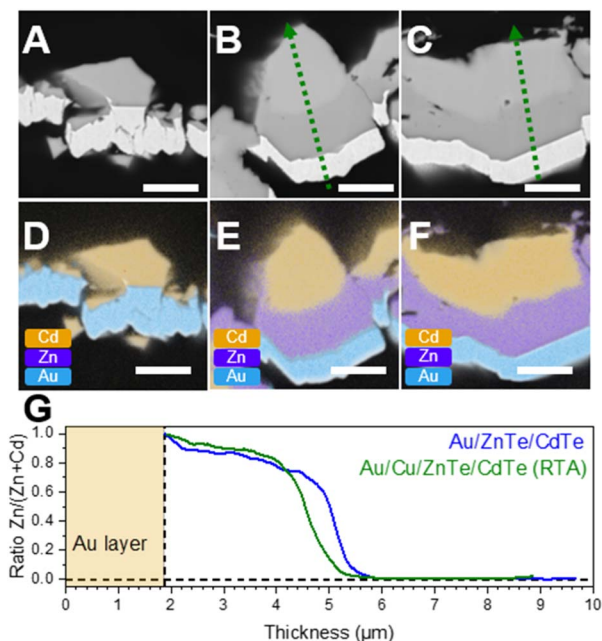 A
B
C
D
Cd
Zn
Au
E
Cd
Zn
Au
F
Cd
Zn
Au
G
Ratio Zn/(Zn+Cd)
1.0
0.8
0.6
0.4
0.2
0.0
Au/ZnTe/CdTe
Au/Cu/ZnTe/CdTe (RTA)
Au layer
0 1 2 3 4 5 6 7 8 9 10
Thickness (µm)